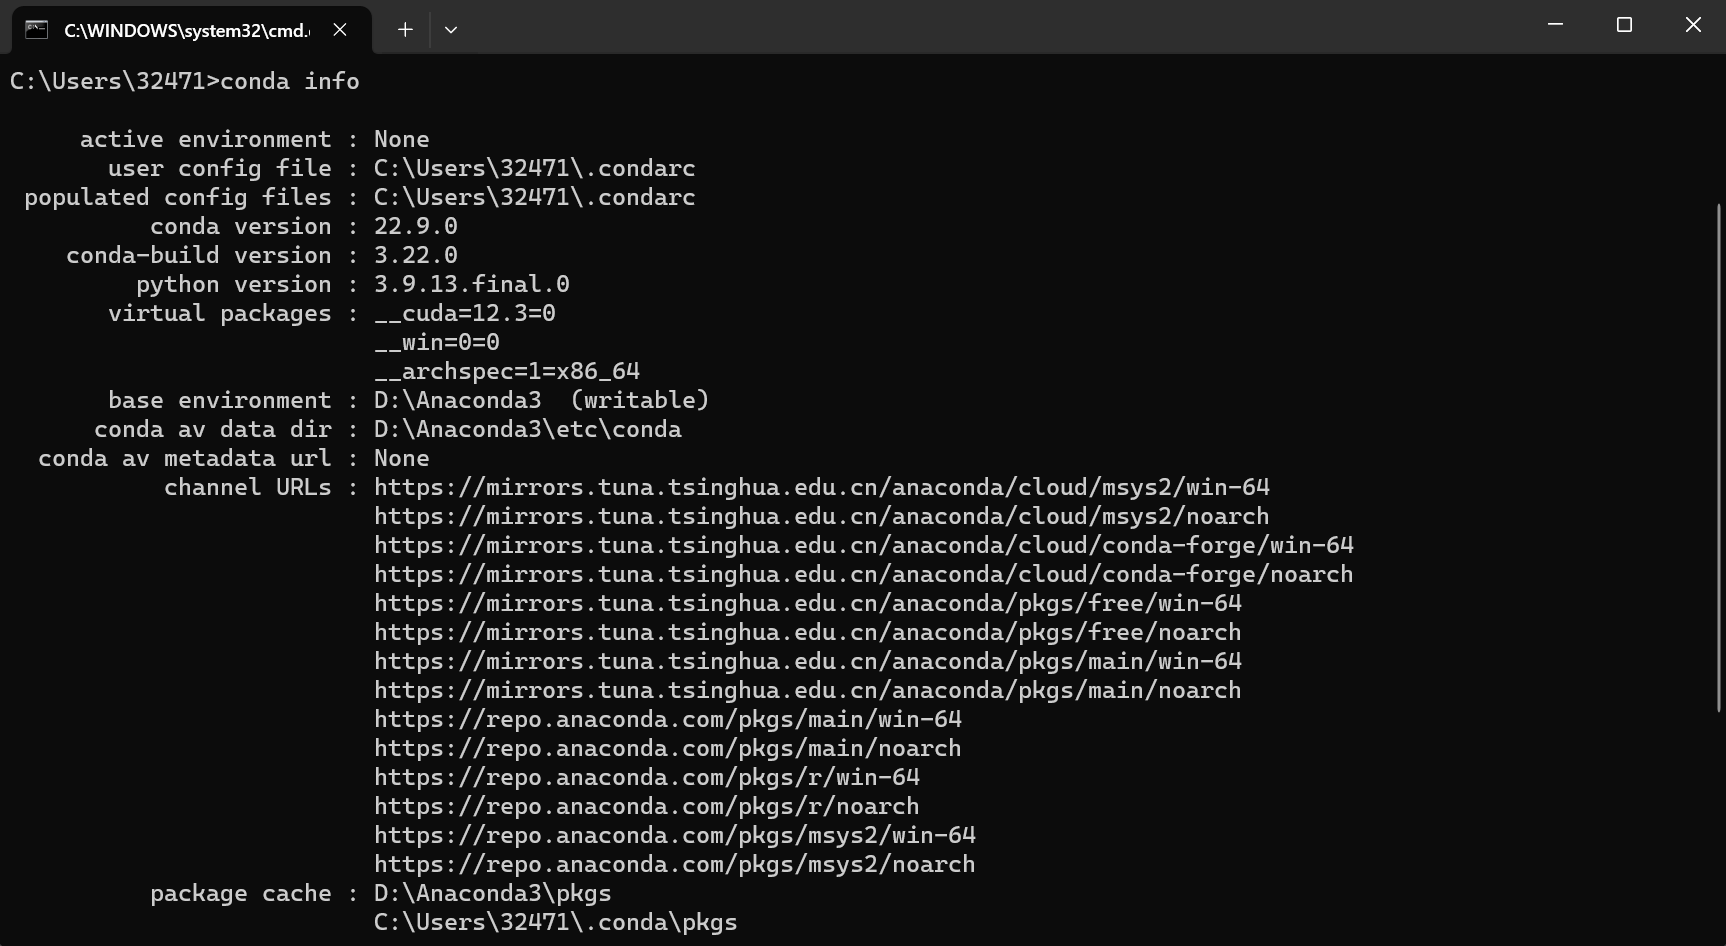 C:\WINDOWS\system32\cmd.
C:\Users\32471>conda info
active environment : None
user config file : C:\Users\32471\.condarc
populated config files : C:\Users\32471\.condarc
conda version : 22.9.0
conda-build version : 3.22.0
python version : 3.9.13.final.0
virtual packages : __cuda=12.3=0
__win=0=0
__archspec=1=x86_64
base environment : D:\Anaconda3  (writable)
conda av data dir : D:\Anaconda3\etc\conda
conda av metadata url : None
channel URLs : https://mirrors.tuna.tsinghua.edu.cn/anaconda/cloud/msys2/win-64
https://mirrors.tuna.tsinghua.edu.cn/anaconda/cloud/msys2/noarch
https://mirrors.tuna.tsinghua.edu.cn/anaconda/cloud/conda-forge/win-64
https://mirrors.tuna.tsinghua.edu.cn/anaconda/cloud/conda-forge/noarch
https://mirrors.tuna.tsinghua.edu.cn/anaconda/pkgs/free/win-64
https://mirrors.tuna.tsinghua.edu.cn/anaconda/pkgs/free/noarch
https://mirrors.tuna.tsinghua.edu.cn/anaconda/pkgs/main/win-64
https://mirrors.tuna.tsinghua.edu.cn/anaconda/pkgs/main/noarch
https://repo.anaconda.com/pkgs/main/win-64
https://repo.anaconda.com/pkgs/main/noarch
https://repo.anaconda.com/pkgs/r/win-64
https://repo.anaconda.com/pkgs/r/noarch
https://repo.anaconda.com/pkgs/msys2/win-64
https://repo.anaconda.com/pkgs/msys2/noarch
package cache : D:\Anaconda3\pkgs
C:\Users\32471\.conda\pkgs